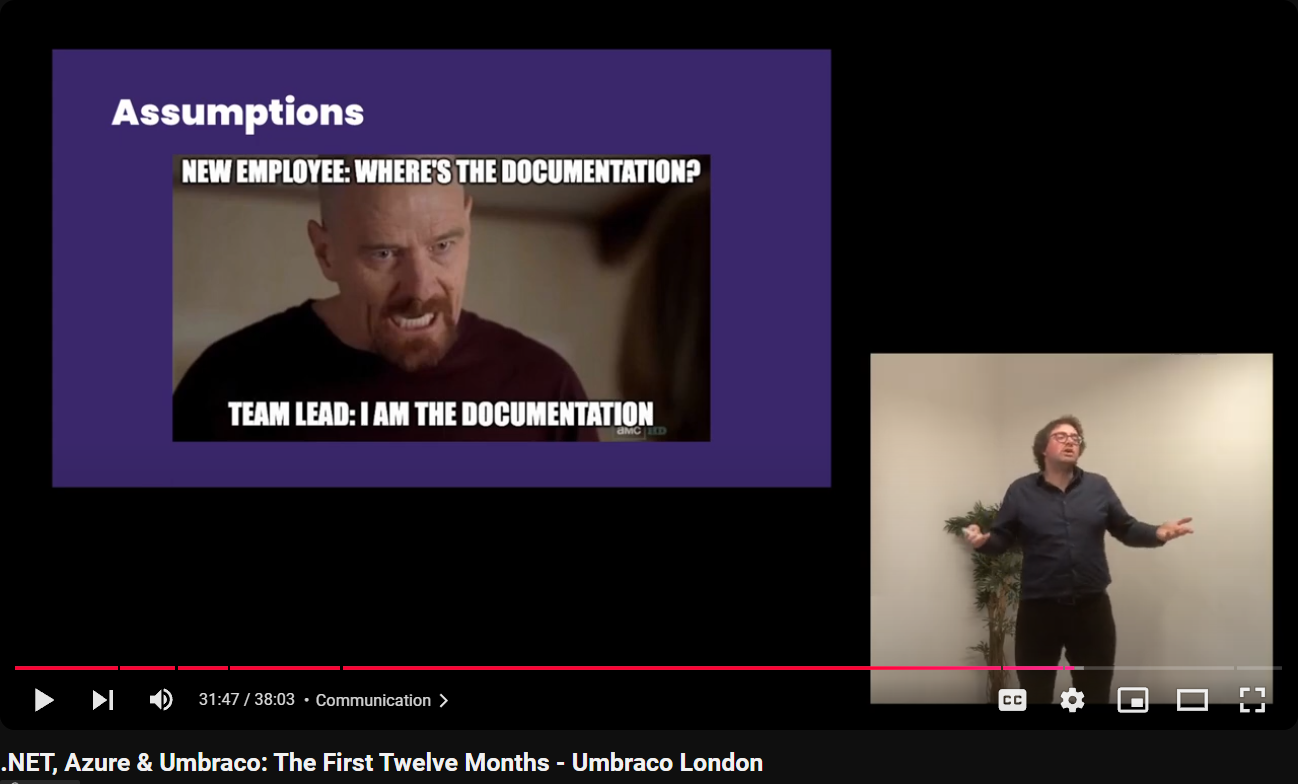 Assumptions
NEW EMPLOYEE: WHERE'S THE DOCUMENTATION?
TEAM LEAD: I AM THE DOCUMENTATION
aMC
31:47 / 38:03 • Communication
CC
.NET, Azure & Umbraco: The First Twelve Months - Umbraco London